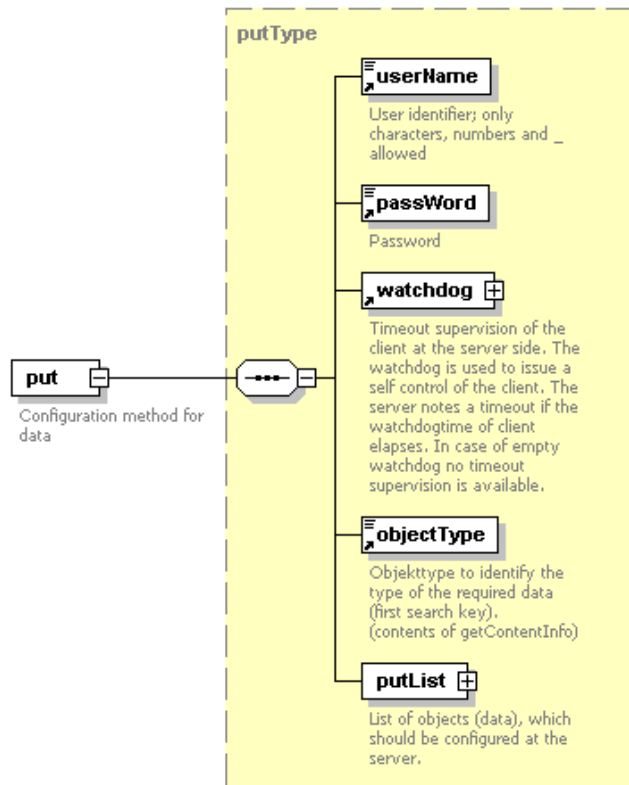 putType
userName
User identifier; only
characters, numbers and _
allowed
passWord
Password
watchdog
Timeout supervision of the
client at the server side. The
watchdog is used to issue a
self control of the client. The
server notes a timeout if the
watchdogtime of client
elapses. In case of empty
watchdog no timeout
supervision is available.
put
Configuration method for
data
objectType
Objekttype to identify the
type of the required data
(first search key).
(contents of getContentInfo)
putList
List of objects (data), which
should be configured at the
server.